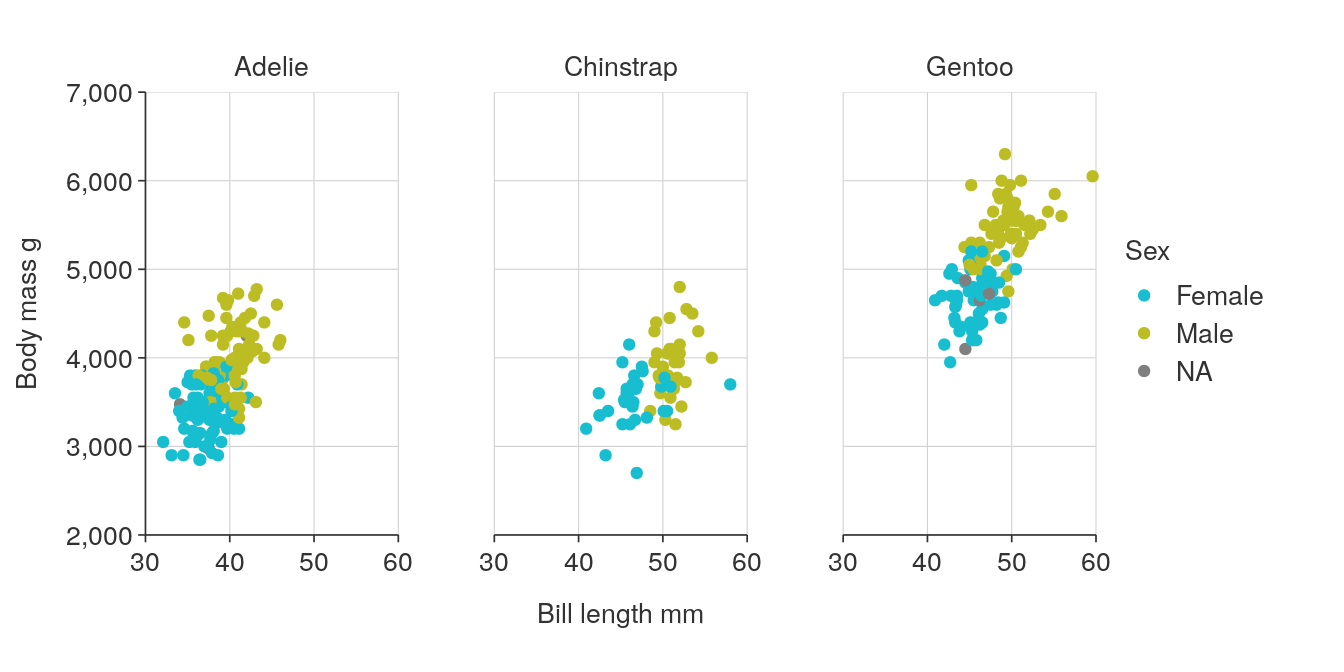 Adelie Chinstrap Gentoo
7,000
6,000
5,000
4,000
3,000
2,000
Body mass g
30 40 50 60 30 40 50 60 30 40 50 60
Bill length mm
Sex
Female
Male
NA